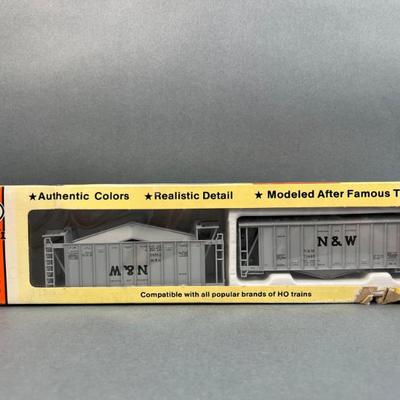 ★Authentic Colors ★Realistic Detail ★Modeled After Famous T
N&W
N&W
Compatible with all popular brands of HO trains